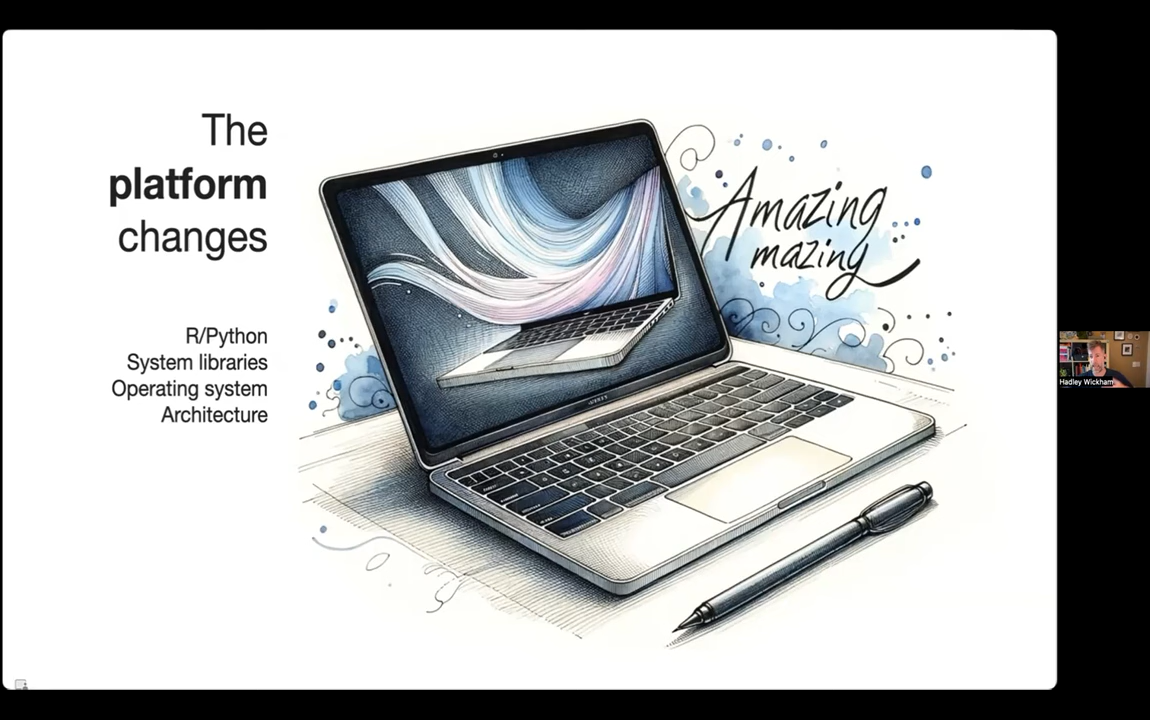 The
platform
changes
R/Python
System libraries
Operating system
Architecture
Amazing
mazing
Hadley Wickham